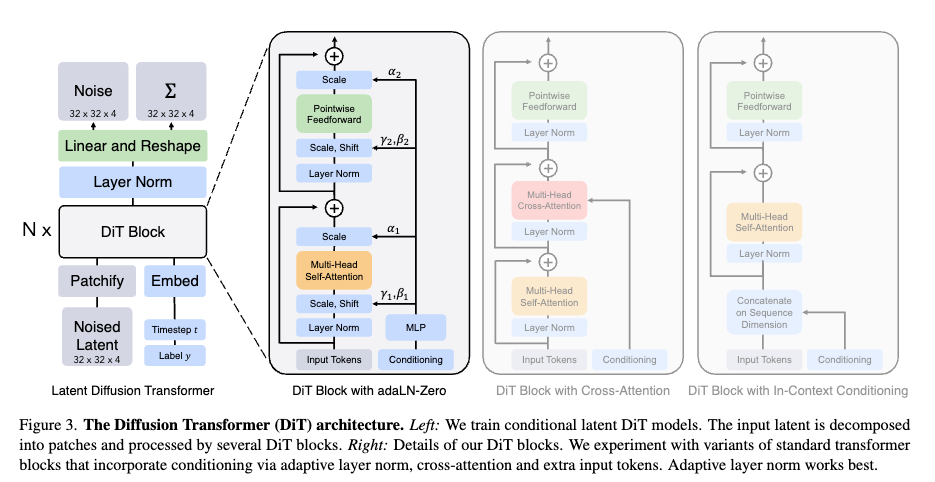 Noise
32 x 32 x 4
Σ
32 x 32 x 4
Linear and Reshape
Layer Norm
N x
DiT Block
Patchify
Embed
Noised
Latent
32 x 32 x 4
Timestep t
Label y
Latent Diffusion Transformer
Scale
α₂
Pointwise
Feedforward
Scale, Shift
γ₂,β₂
Layer Norm
Scale
α₁
Multi-Head
Self-Attention
Scale, Shift
γ₁,β₁
Layer Norm
MLP
Input Tokens
Conditioning
DiT Block with adaLN-Zero
Pointwise
Feedforward
Layer Norm
Multi-Head
Cross-Attention
Layer Norm
Multi-Head
Self-Attention
Layer Norm
Input Tokens
Conditioning
DiT Block with Cross-Attention
Pointwise
Feedforward
Layer Norm
Multi-Head
Self-Attention
Layer Norm
Concatenate
on Sequence
Dimension
Input Tokens
Conditioning
DiT Block with In-Context Conditioning
Figure 3. The Diffusion Transformer (DiT) architecture. Left: We train conditional latent DiT models. The input latent is decomposed
into patches and processed by several DiT blocks. Right: Details of our DiT blocks. We experiment with variants of standard transformer
blocks that incorporate conditioning via adaptive layer norm, cross-attention and extra input tokens. Adaptive layer norm works best.